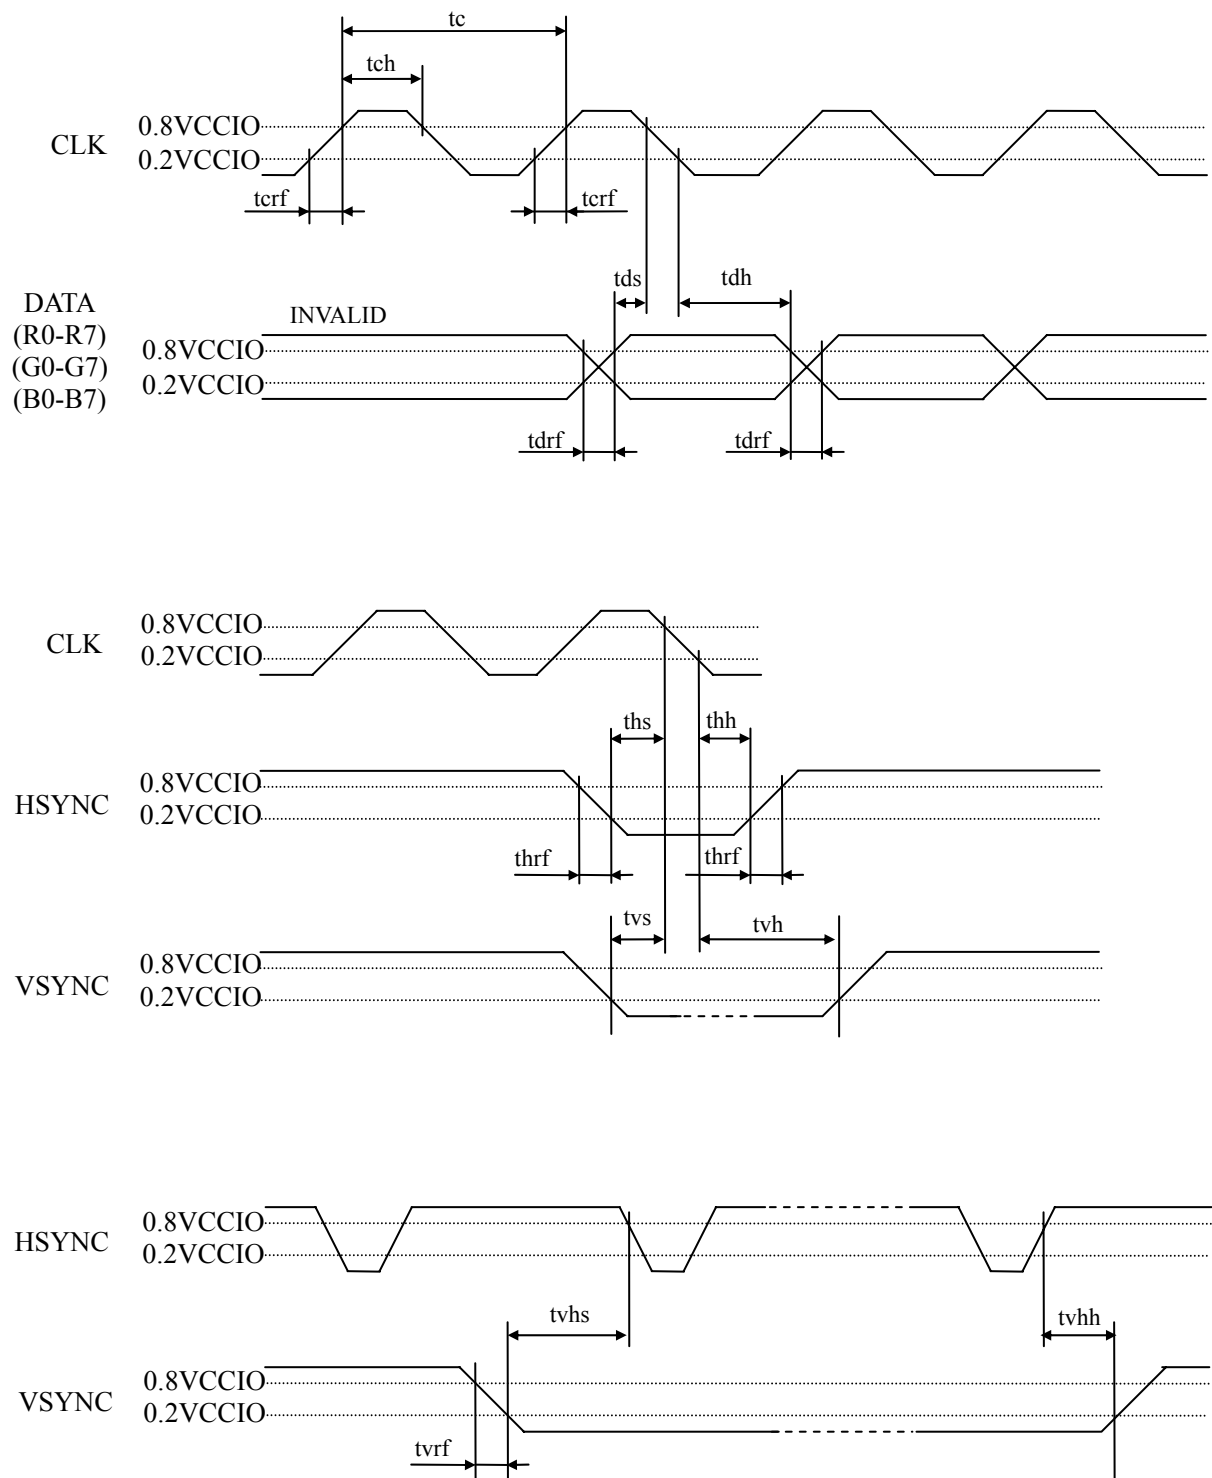 tc
tch
0.8VCCIO
CLK
0.2VCCIO
tcrf
tcrf
tds
tdh
DATA
(R0-R7)
(G0-G7)
(B0-B7)
INVALID
0.8VCCIO
0.2VCCIO
tdrf
tdrf
CLK
0.8VCCIO
0.2VCCIO
ths
thh
HSYNC
0.8VCCIO
0.2VCCIO
thrf
thrf
tvs
tvh
VSYNC
0.8VCCIO
0.2VCCIO
HSYNC
0.8VCCIO
0.2VCCIO
tvhs
tvhh
VSYNC
0.8VCCIO
0.2VCCIO
tvrf